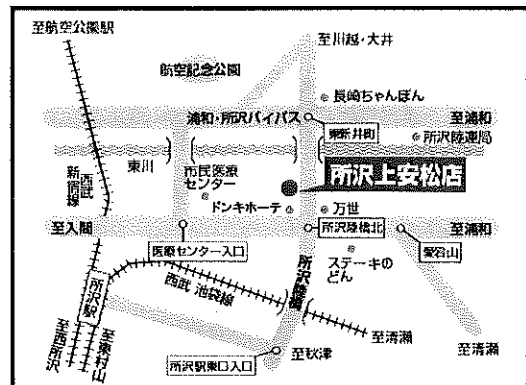 至航空公園駅
至川越・大井
航空記念公園
長崎ちゃんぽん
浦和・所沢バイパス
至浦和
東新井町
所沢陸運局
東川
市民医療
センター
所沢上安松店
西武
新宿線
ドンキホーテ
万世
至入間
所沢陸橋北
至浦和
医療センター入口
愛宕山
ステーキの
どん
所沢陸橋
所沢駅
西武 池袋線
至清瀬
至西所沢
至東村山
所沢駅東口入口
至秋津
至清瀬